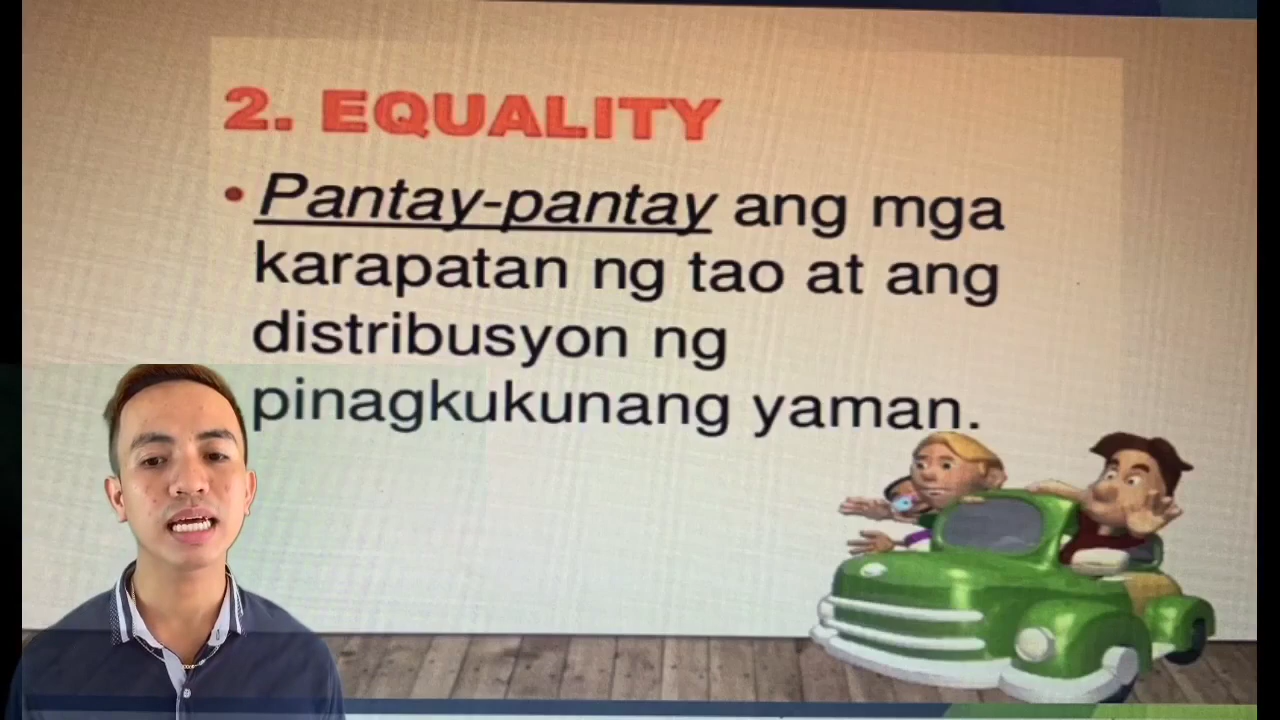 2. EQUALITY
• Pantay-pantay ang mga
karapatan ng tao at ang
distribusyon ng
pinagkukunang yaman.